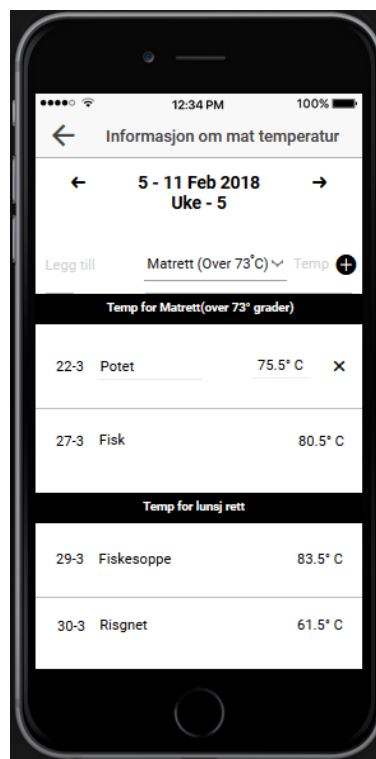 12:34 PM 100%
Informasjon om mat temperatur
5 - 11 Feb 2018
Uke - 5
Legg till Matrett (Over 73°C) Temp
Temp for Matrett(over 73° grader)
22-3 Potet 75.5° C
27-3 Fisk 80.5° C
Temp for lunsj rett
29-3 Fiskesoppe 83.5° C
30-3 Risgnet 61.5° C